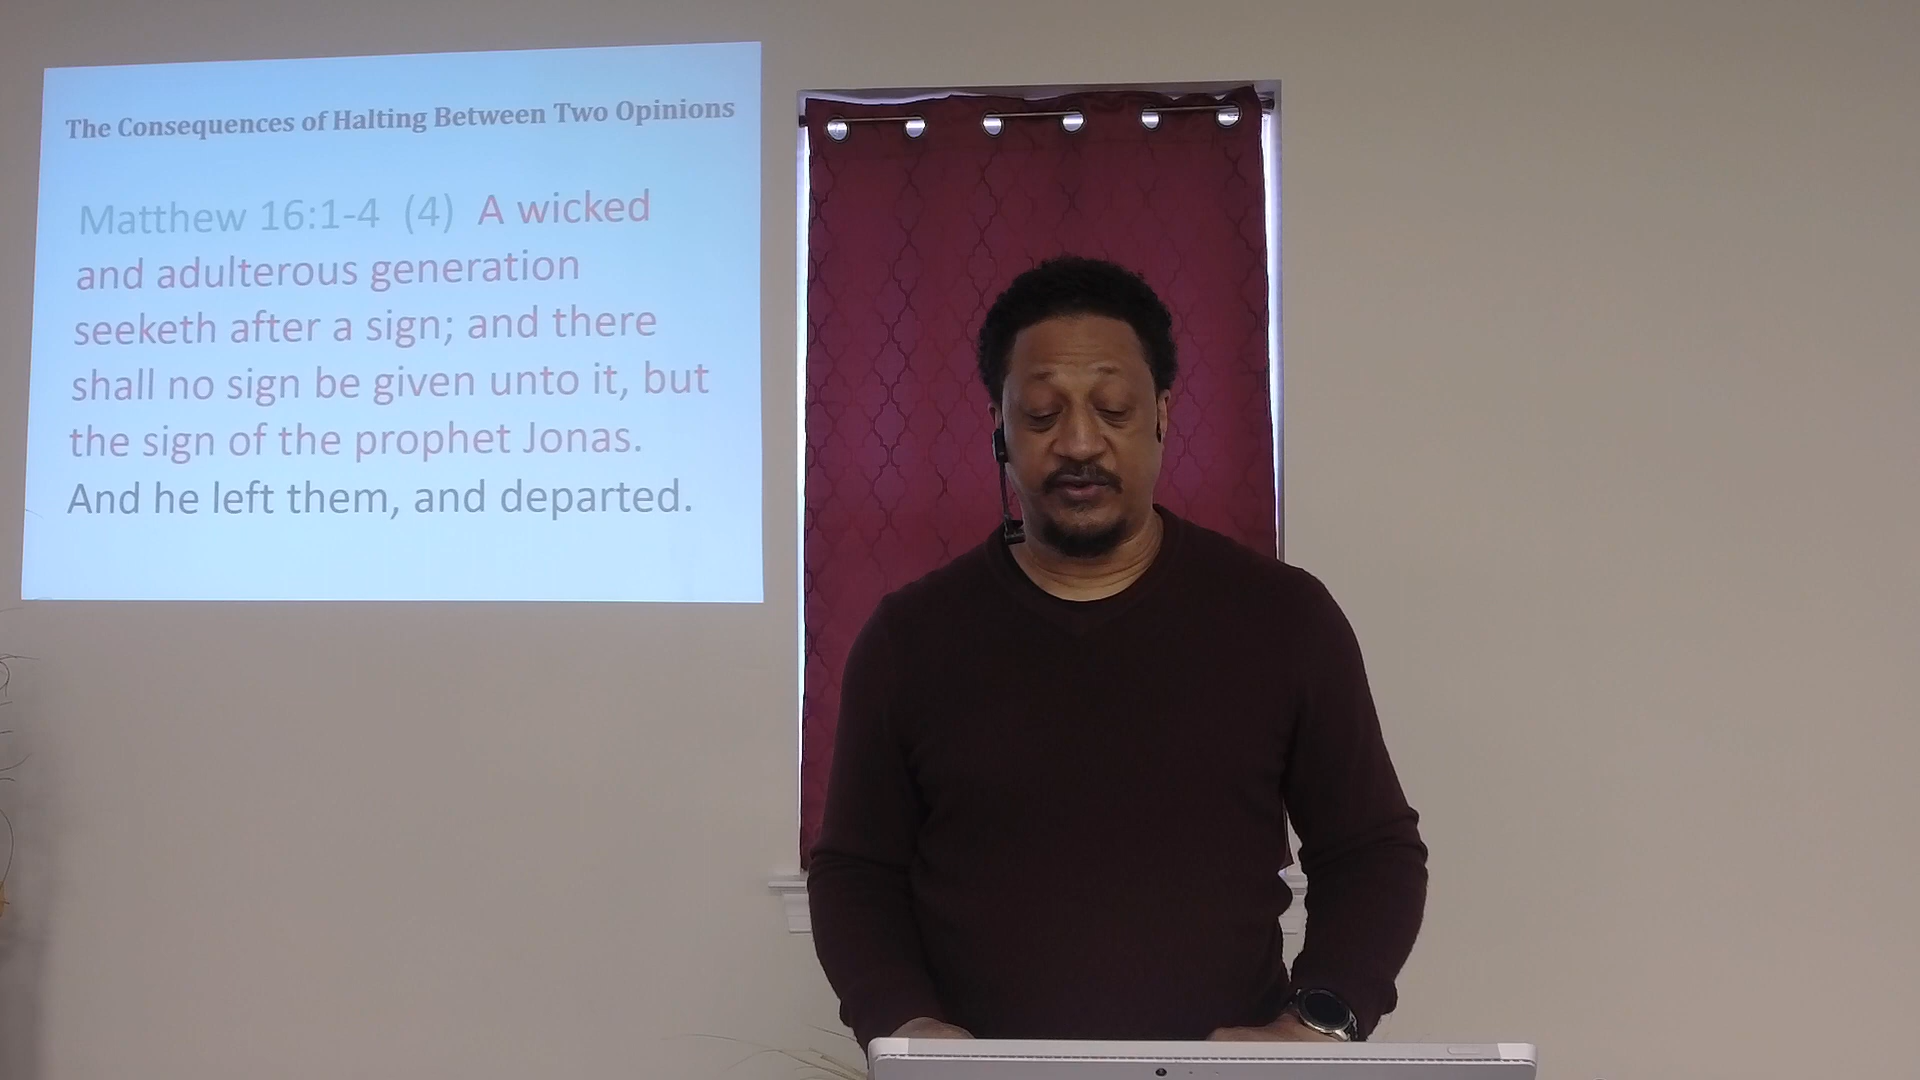 The Consequences of Halting Between Two Opinions
Matthew 16:1-4 (4) A wicked
and adulterous generation
seeketh after a sign; and there
shall no sign be given unto it, but
the sign of the prophet Jonas.
And he left them, and departed.